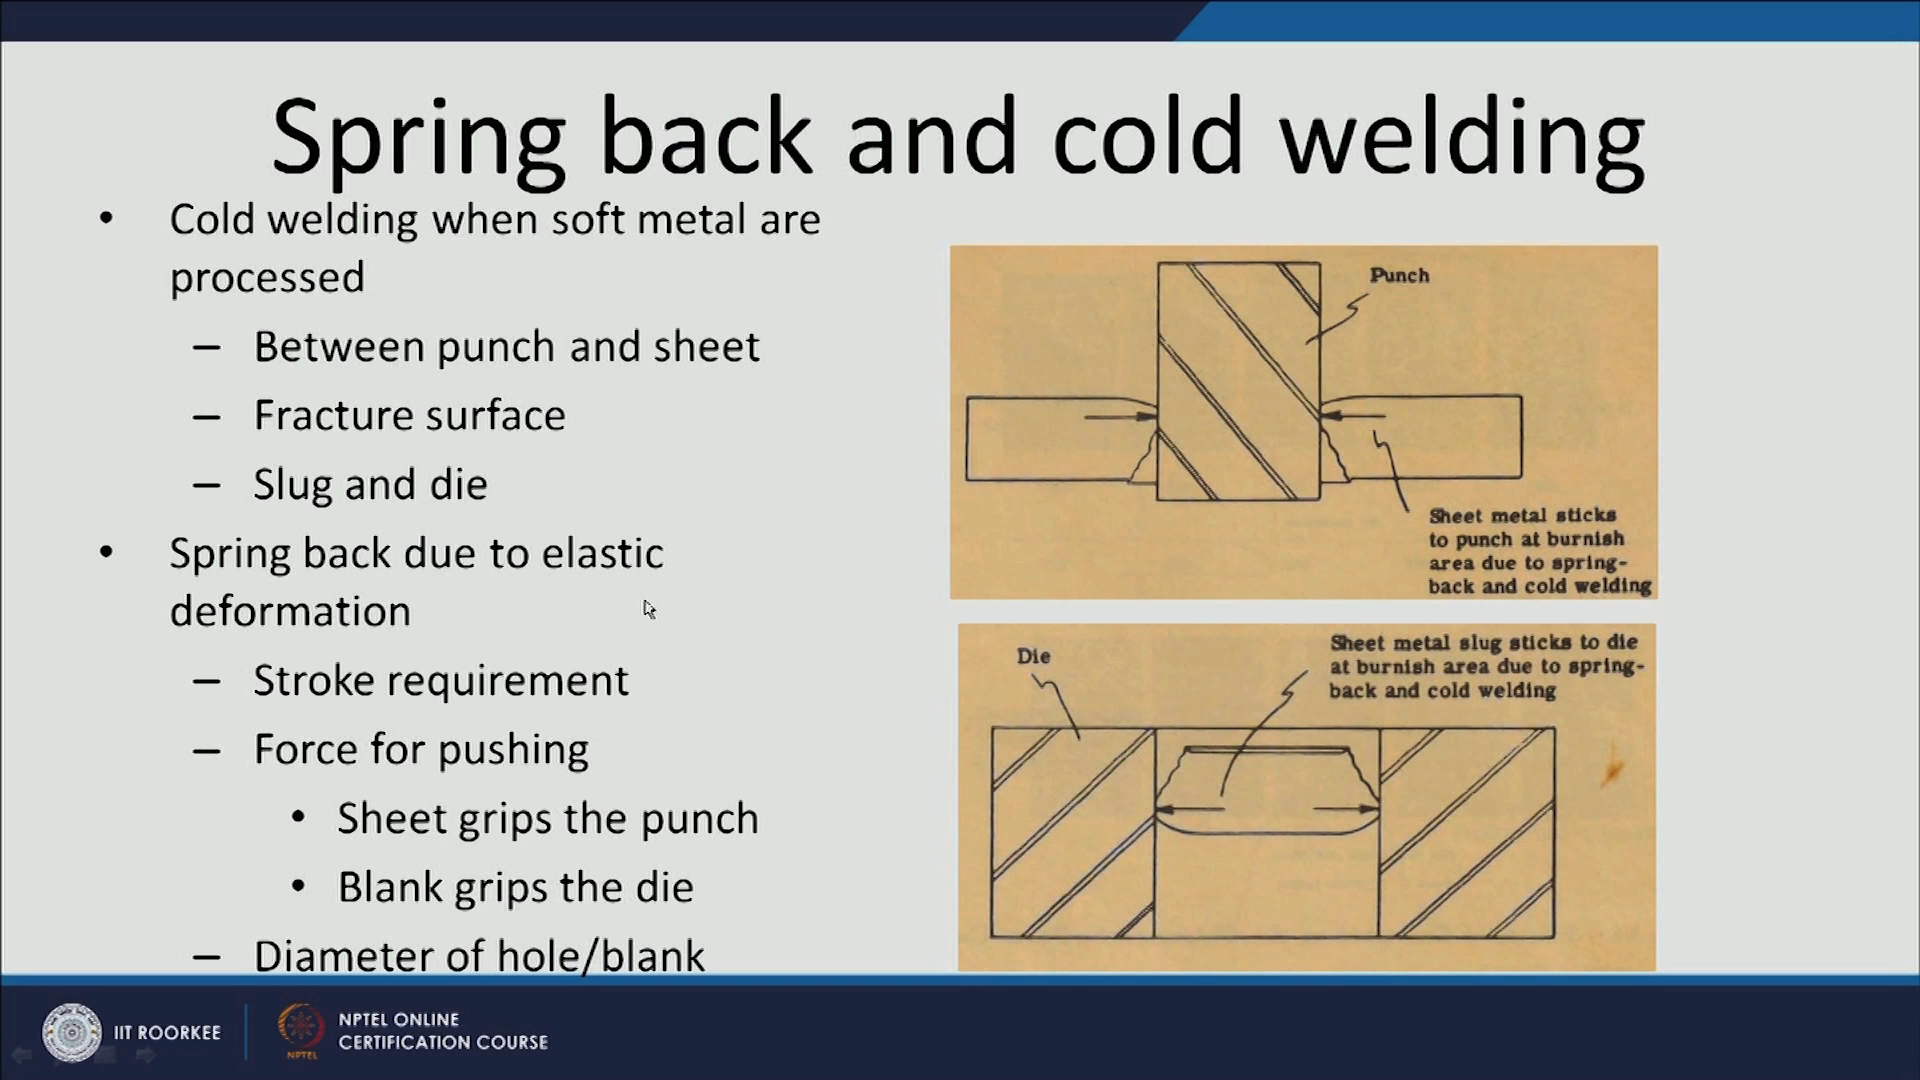 Spring back and cold welding
• Cold welding when soft metal are
processed
– Between punch and sheet
– Fracture surface
– Slug and die
• Spring back due to elastic
deformation
– Stroke requirement
– Force for pushing
• Sheet grips the punch
• Blank grips the die
– Diameter of hole/blank
Punch
Sheet metal sticks
to punch at burnish
area due to spring-
back and cold welding
Die
Sheet metal slug sticks to die
at burnish area due to spring-
back and cold welding
IIT ROORKEE
NPTEL
NPTEL ONLINE
CERTIFICATION COURSE